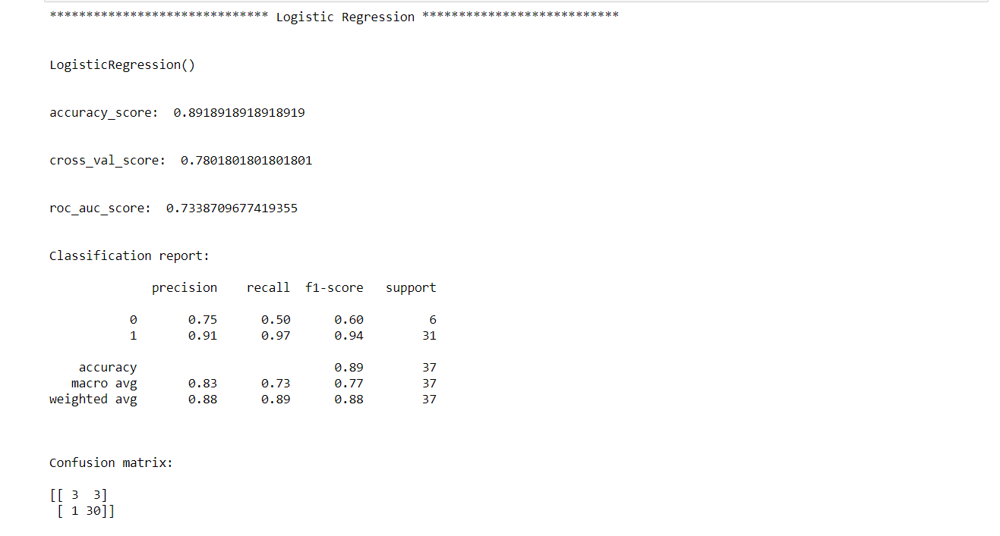 ****************************** Logistic Regression ***************************
LogisticRegression()
accuracy_score:  0.8918918918918919
cross_val_score:  0.7801801801801801
roc_auc_score:  0.7338709677419355
Classification report:
              precision    recall  f1-score   support
           0       0.75      0.50      0.60         6
           1       0.91      0.97      0.94        31
    accuracy                           0.89        37
   macro avg       0.83      0.73      0.77        37
weighted avg       0.88      0.89      0.88        37
Confusion matrix:
[[ 3  3]
 [ 1 30]]